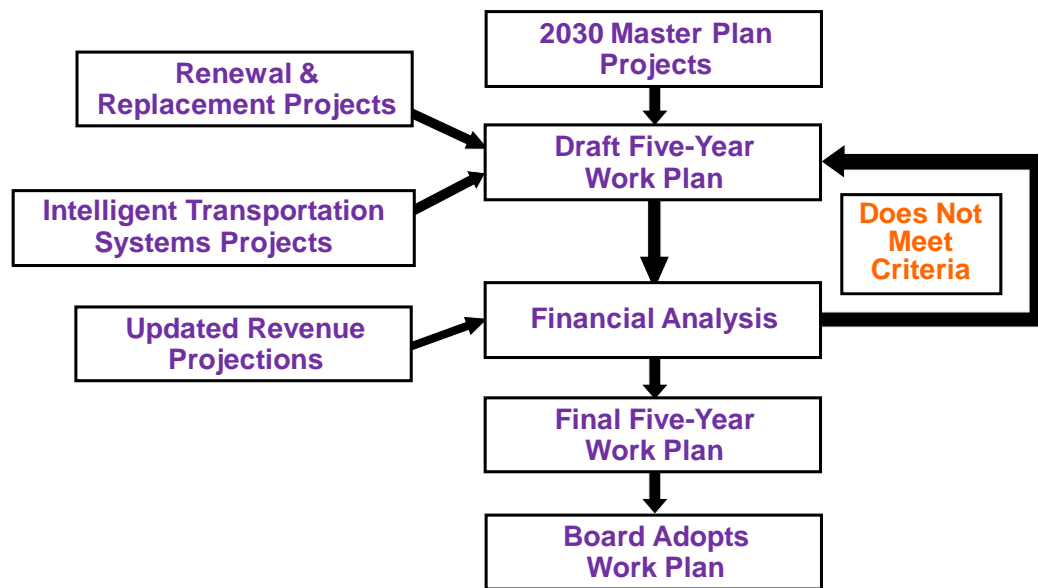 2030 Master Plan
Projects
Renewal &
Replacement Projects
Draft Five-Year
Work Plan
Intelligent Transportation
Systems Projects
Does Not
Meet
Criteria
Updated Revenue
Projections
Financial Analysis
Final Five-Year
Work Plan
Board Adopts
Work Plan